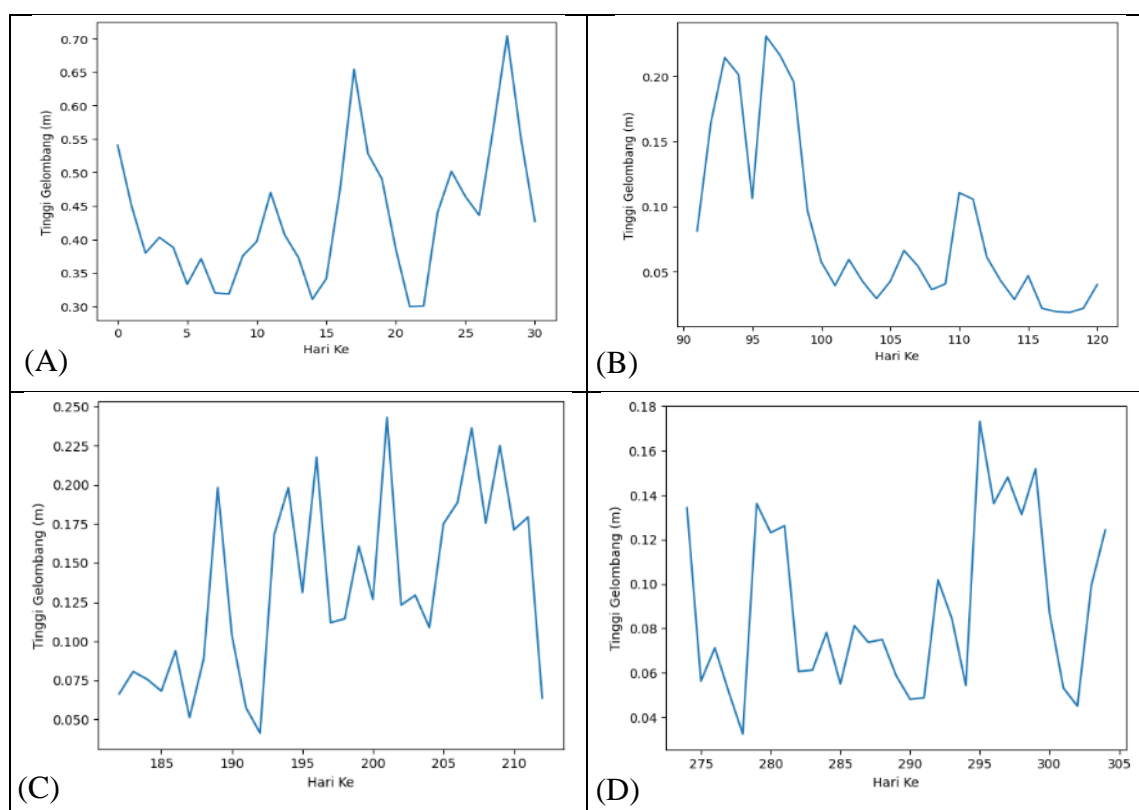 0.70
0.65
0.60
0.55
0.50
0.45
0.40
0.35
0.30
Tinggi Gelombang (m)
0 5 10 15 20 25 30
Hari Ke
(A)
0.20
0.15
0.10
0.05
Tinggi Gelombang (m)
90 95 100 105 110 115 120
Hari Ke
(B)
0.250
0.225
0.200
0.175
0.150
0.125
0.100
0.075
0.050
Tinggi Gelombang (m)
185 190 195 200 205 210
Hari Ke
(C)
0.18
0.16
0.14
0.12
0.10
0.08
0.06
0.04
Tinggi Gelombang (m)
275 280 285 290 295 300 305
Hari Ke
(D)